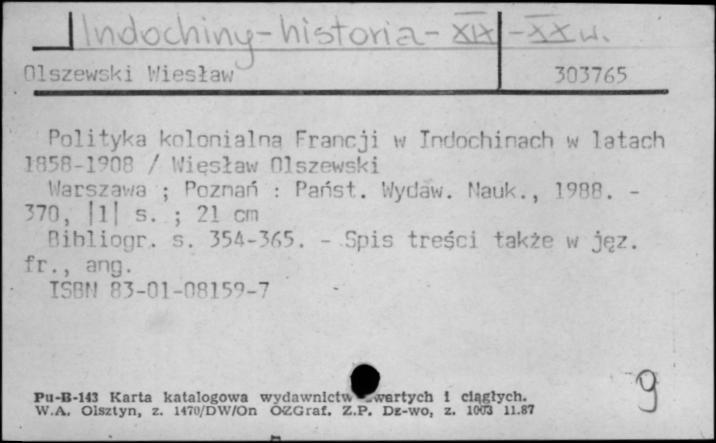 Indochiny - historia - XIX - XX w.
Olszewski Wiesław 303765
Polityka kolonialna Francji w Indochinach w latach
1858-1908 / Wiesław Olszewski
Warszawa ; Poznań : Państ. Wydaw. Nauk., 1988. -
370, |1| s. ; 21 cm
Bibliogr. s. 354-365. - Spis treści także w jęz.
fr., ang.
ISBN 83-01-08159-7
9
Pu-B-143 Karta katalogowa wydawnictw zwartych i ciągłych.
W.A. Olsztyn, z. 1470/DW/On OZGraf. Z.P. Dz-wo, z. 1003 11.87